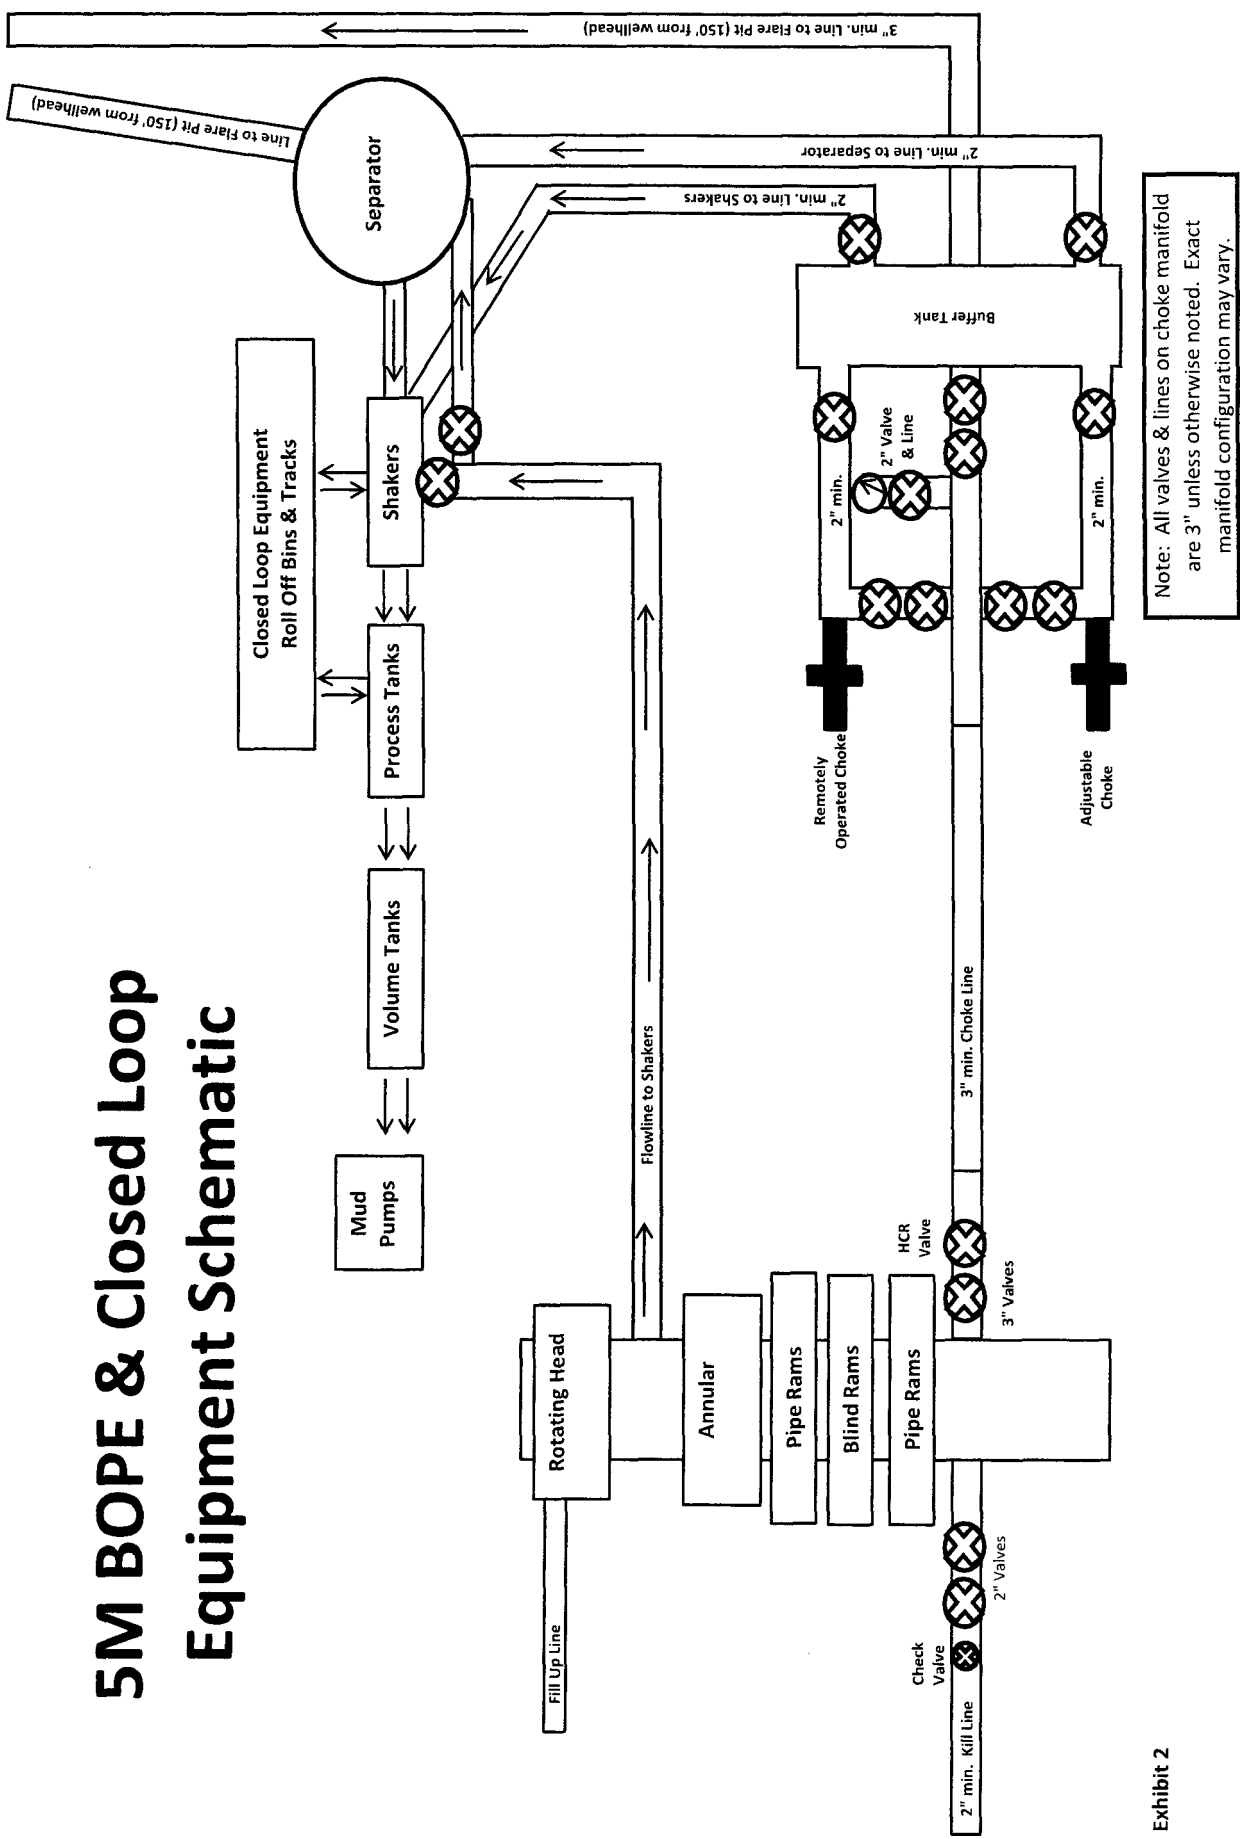 5M BOPE & Closed Loop
Equipment Schematic
Closed Loop Equipment
Roll Off Bins & Tracks
Mud
Pumps
Volume Tanks
Process Tanks
Shakers
Separator
Line to Flare Pit (150' from wellhead)
3" min. Line to Flare Pit (150' from wellhead)
Fill Up Line
Rotating Head
Flowline to Shakers
2" min. Line to Shakers
2" min. Line to Separator
Annular
Pipe Rams
Blind Rams
Pipe Rams
Remotely
Operated Choke
2" min.
2" Valve
& Line
Buffer Tank
Check
Valve
HCR
Valve
2" min. Kill Line
2" Valves
3" Valves
3" min. Choke Line
Adjustable
Choke
2" min.
Note: All valves & lines on choke manifold
are 3" unless otherwise noted. Exact
manifold configuration may vary.
Exhibit 2